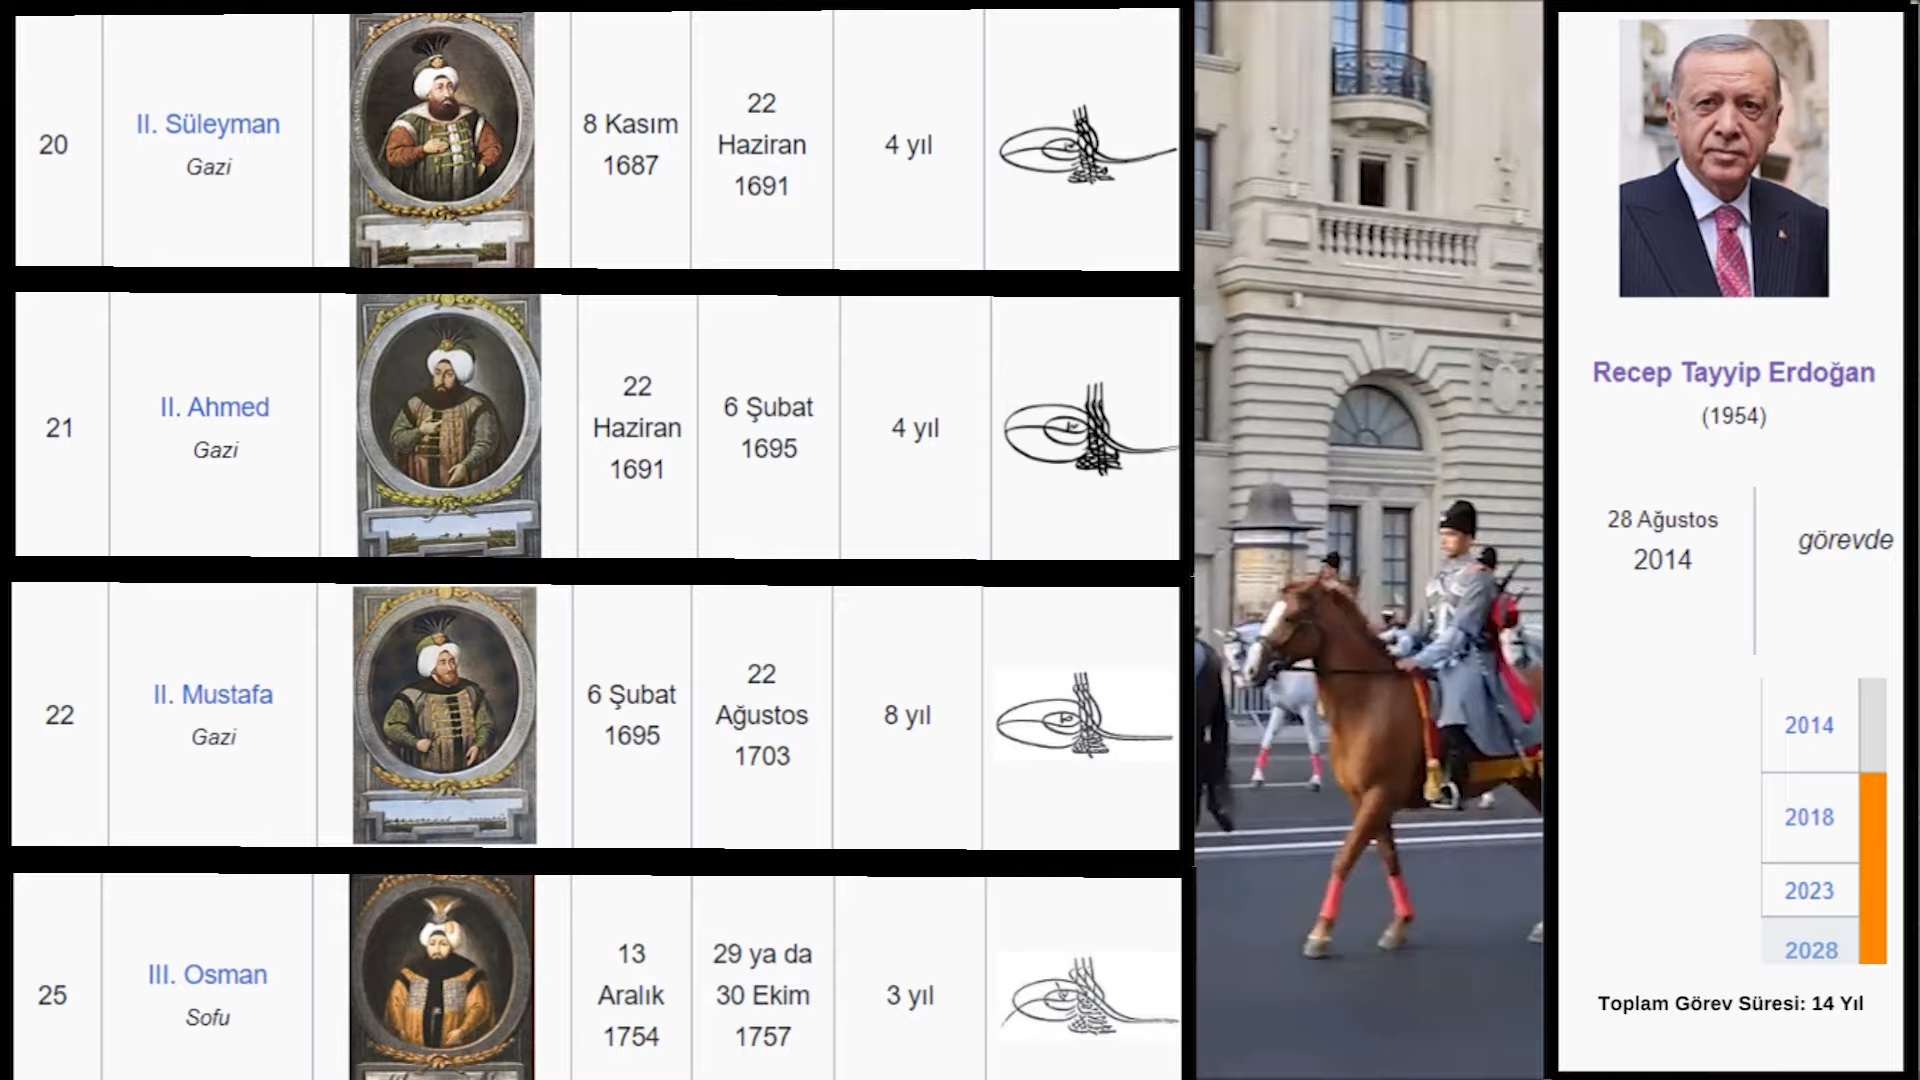 20
II. Süleyman
Gazi
8 Kasım
1687
22
Haziran
1691
4 yıl
21
II. Ahmed
Gazi
22
Haziran
1691
6 Şubat
1695
4 yıl
22
II. Mustafa
Gazi
6 Şubat
1695
22
Ağustos
1703
8 yıl
25
III. Osman
Sofu
13
Aralık
1754
29 ya da
30 Ekim
1757
3 yıl
Recep Tayyip Erdoğan
(1954)
28 Ağustos
2014
görevde
2014
2018
2023
2028
Toplam Görev Süresi: 14 Yıl